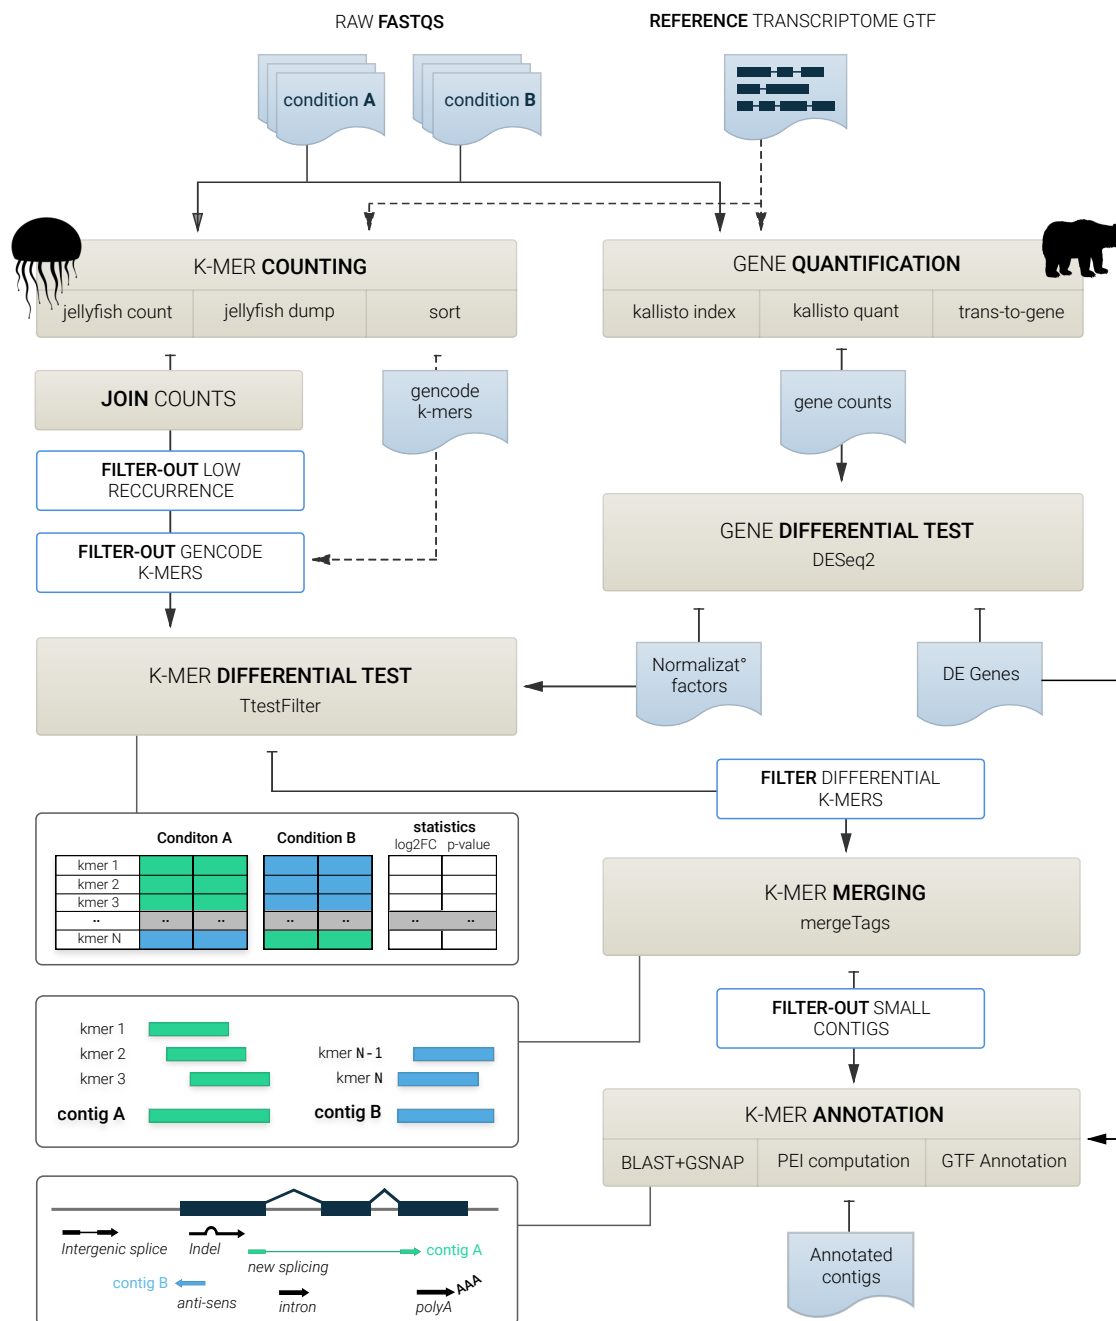 RAW FASTQS
REFERENCE TRANSCRIPTOME GTF
condition A
condition B
K-MER COUNTING
jellyfish count
jellyfish dump
sort
GENE QUANTIFICATION
kallisto index
kallisto quant
trans-to-gene
JOIN COUNTS
gencode
k-mers
gene counts
FILTER-OUT LOW
RECCURRENCE
FILTER-OUT GENCODE
K-MERS
GENE DIFFERENTIAL TEST
DESeq2
K-MER DIFFERENTIAL TEST
TtestFilter
Normalizat°
factors
DE Genes
FILTER DIFFERENTIAL
K-MERS
Conditon A
Condition B
statistics
log2FC p-value
kmer 1
kmer 2
kmer 3
.. .. .. .. .. .. ..
kmer N
K-MER MERGING
mergeTags
FILTER-OUT SMALL
CONTIGS
kmer 1
kmer 2
kmer 3
contig A
kmer N-1
kmer N
contig B
K-MER ANNOTATION
BLAST+GSNAP
PEI computation
GTF Annotation
Intergenic splice
Indel
new splicing
contig A
contig B
anti-sens
intron
polyA
AAA
Annotated
contigs